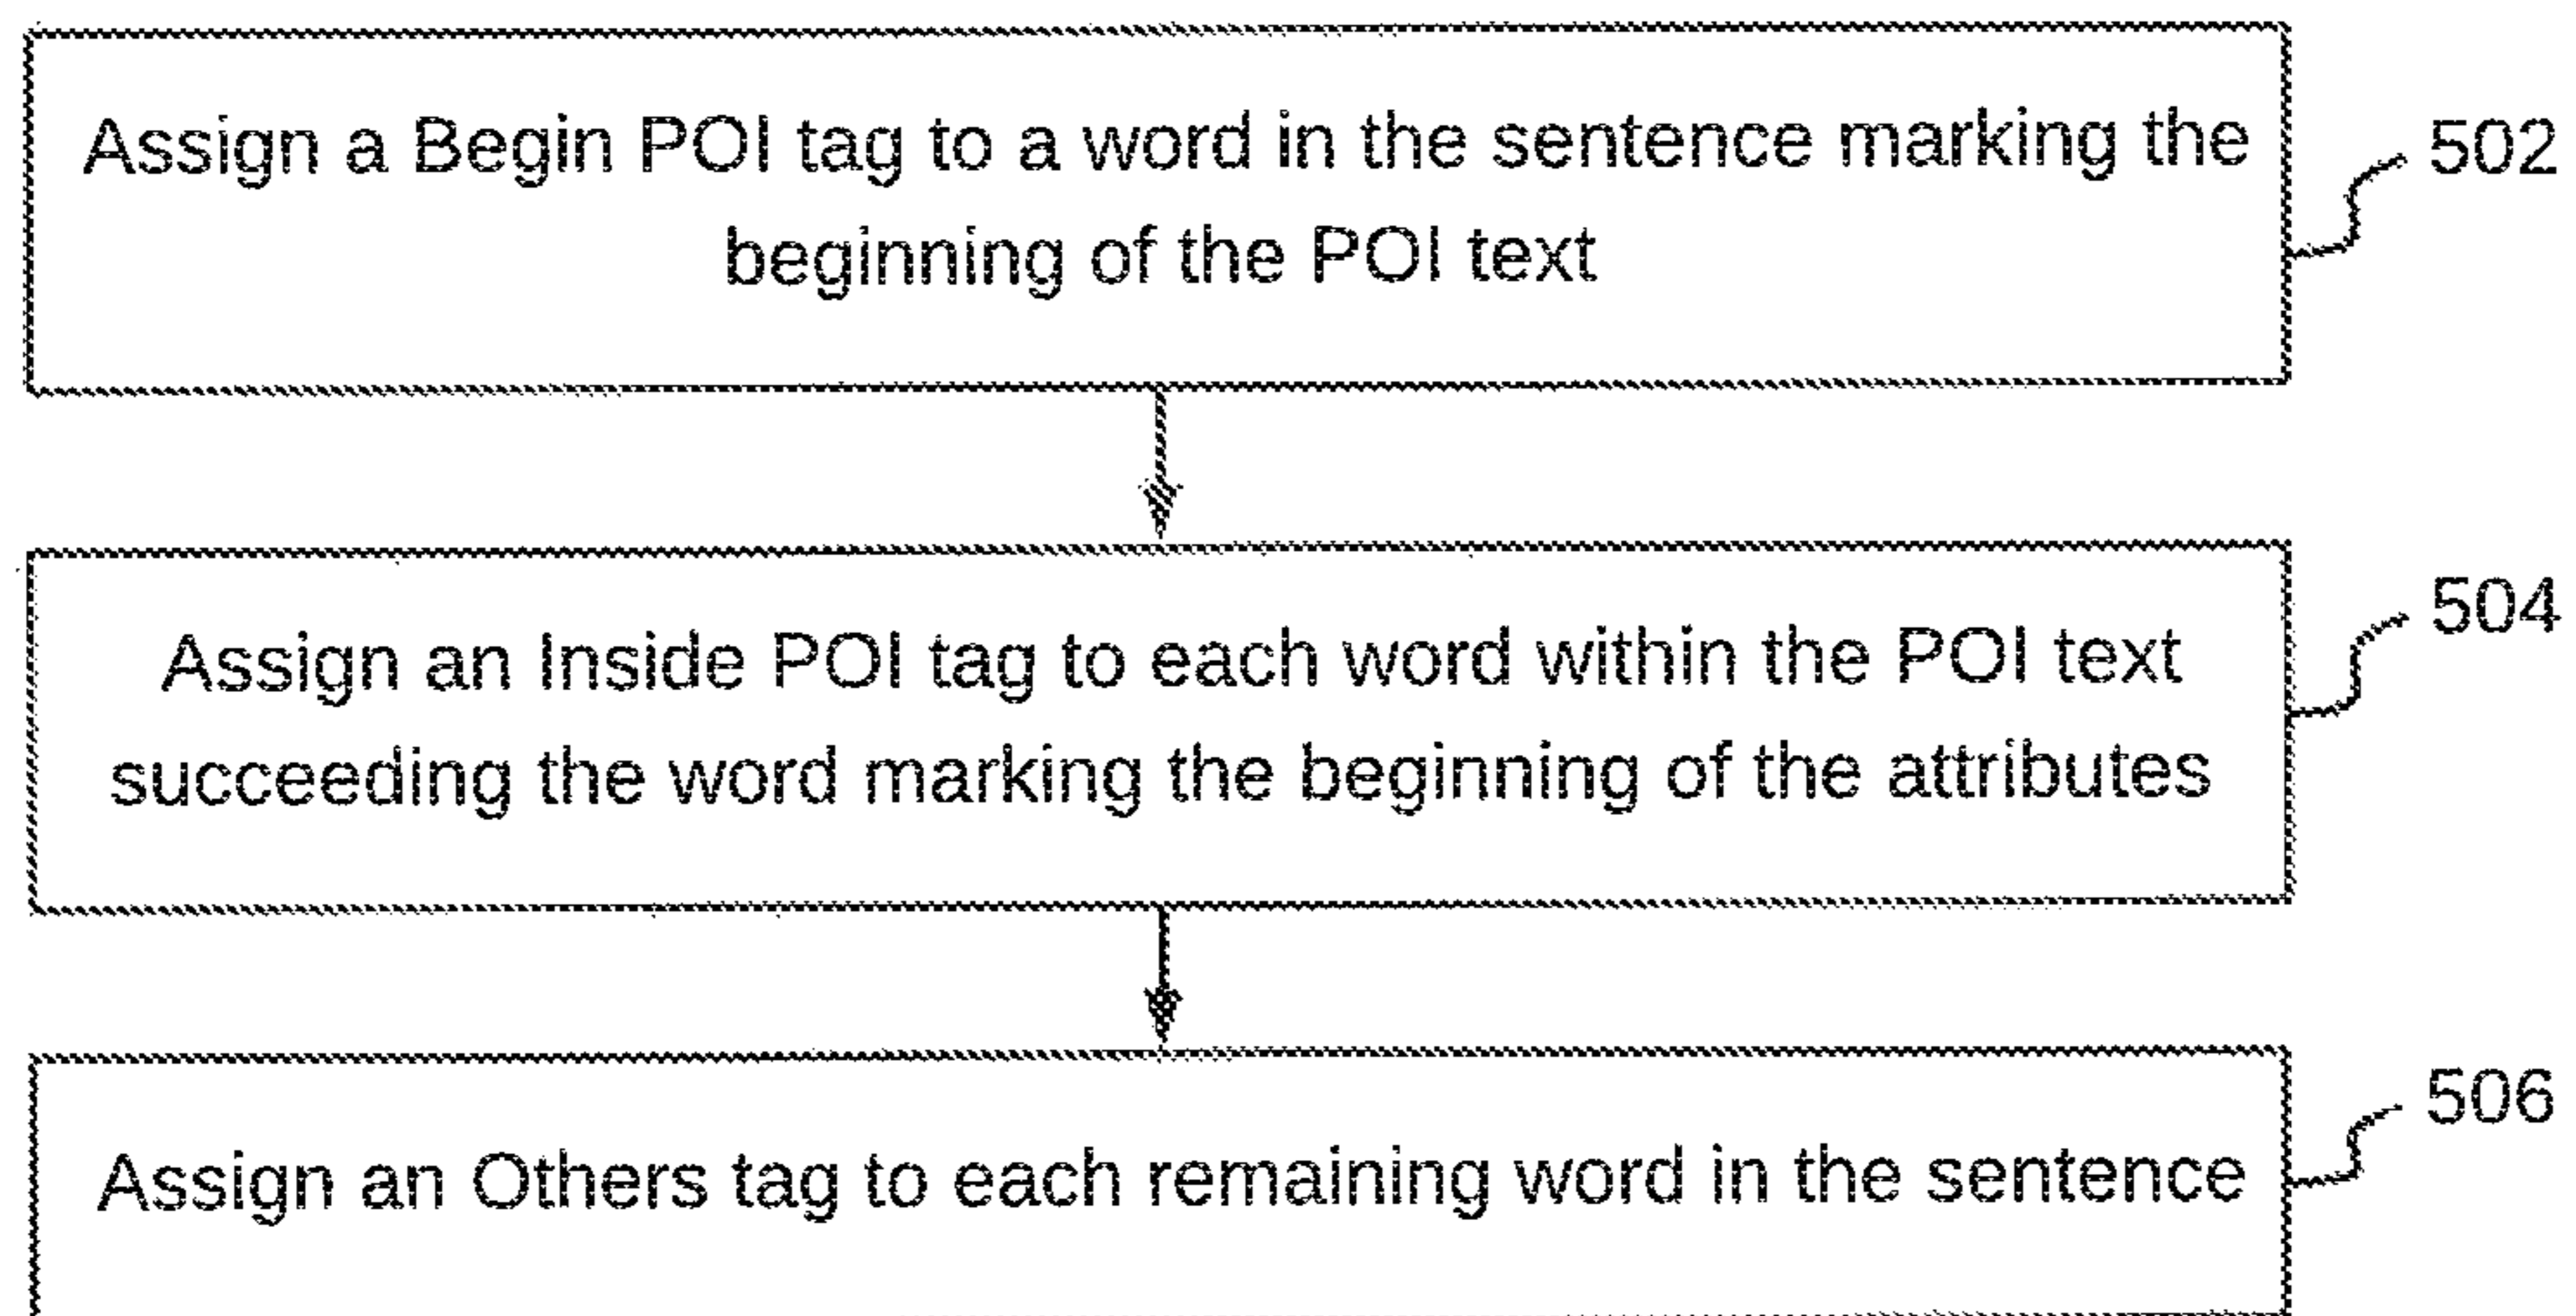 Assign a Begin POI tag to a word in the sentence marking the
beginning of the POI text
502
Assign an Inside POI tag to each word within the POI text
succeeding the word marking the beginning of the attributes
504
Assign an Others tag to each remaining word in the sentence
506